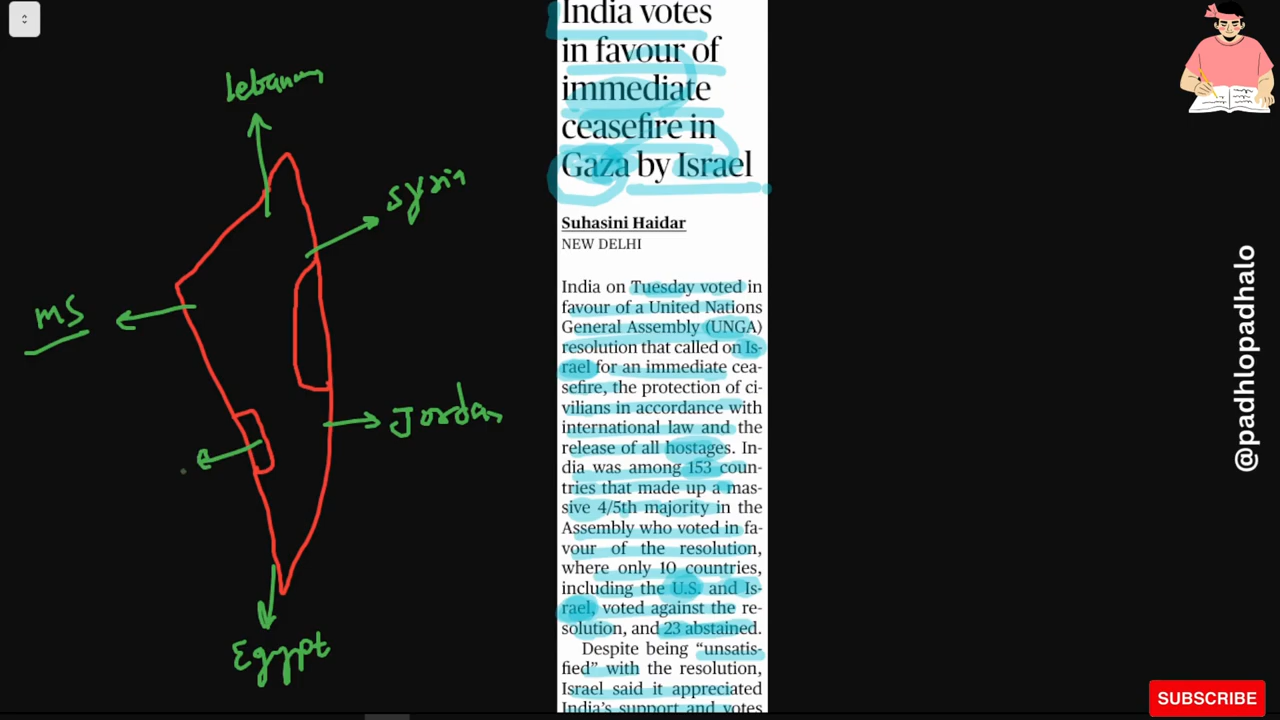 lebanon
syria
MS
Jordan
Egypt
India votes
in favour of
immediate
ceasefire in
Gaza by Israel
Suhasini Haidar
NEW DELHI
India on Tuesday voted in
favour of a United Nations
General Assembly (UNGA)
resolution that called on Is-
rael for an immediate cea-
sefire, the protection of ci-
vilians in accordance with
international law and the
release of all hostages. In-
dia was among 153 coun-
tries that made up a mas-
sive 4/5th majority in the
Assembly who voted in fa-
vour of the resolution,
where only 10 countries,
including the U.S. and Is-
rael, voted against the re-
solution, and 23 abstained.
Despite being “unsatis-
fied” with the resolution,
Israel said it appreciated
India’s support and votes
@padhlopadhalo
SUBSCRIBE